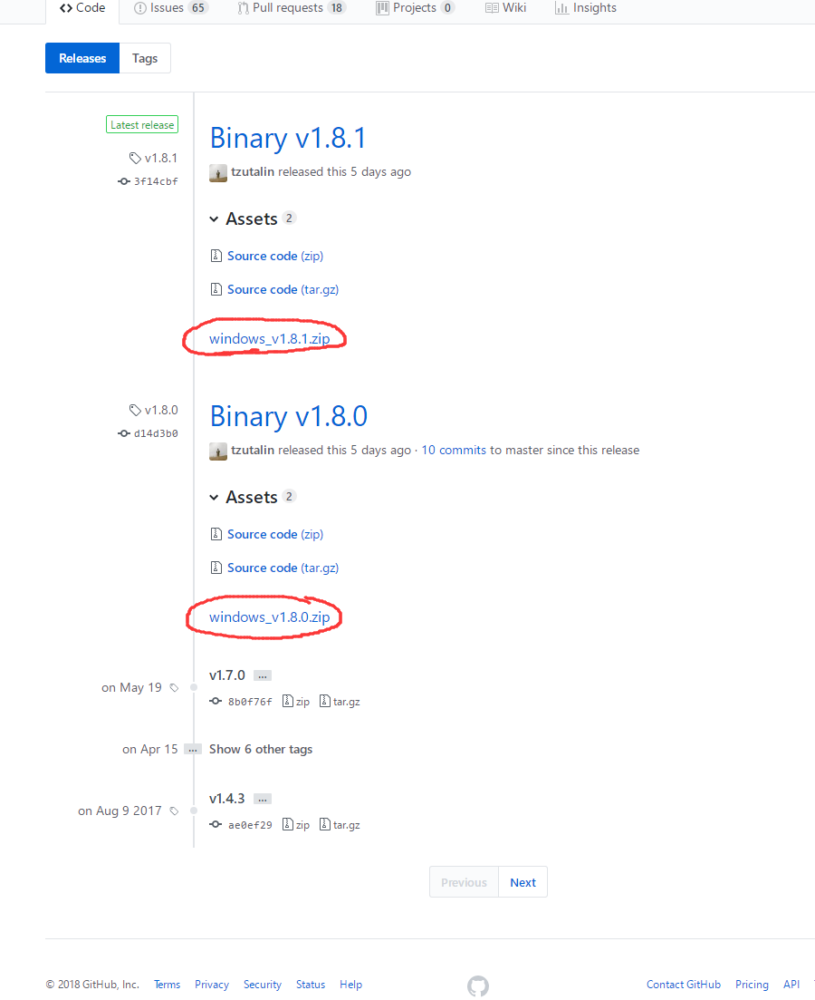 Code Issues 65 Pull requests 18 Projects 0 Wiki Insights
Releases Tags
Latest release
Binary v1.8.1
v1.8.1
tzutalin released this 5 days ago
3f14cbf
Assets 2
Source code (zip)
Source code (tar.gz)
windows_v1.8.1.zip
v1.8.0
Binary v1.8.0
d14d3b0
tzutalin released this 5 days ago · 10 commits to master since this release
Assets 2
Source code (zip)
Source code (tar.gz)
windows_v1.8.0.zip
v1.7.0 ...
on May 19
8b0f76f zip tar.gz
on Apr 15 ... Show 6 other tags
v1.4.3 ...
on Aug 9 2017
ae0ef29 zip tar.gz
Previous Next
© 2018 GitHub, Inc. Terms Privacy Security Status Help Contact GitHub Pricing API